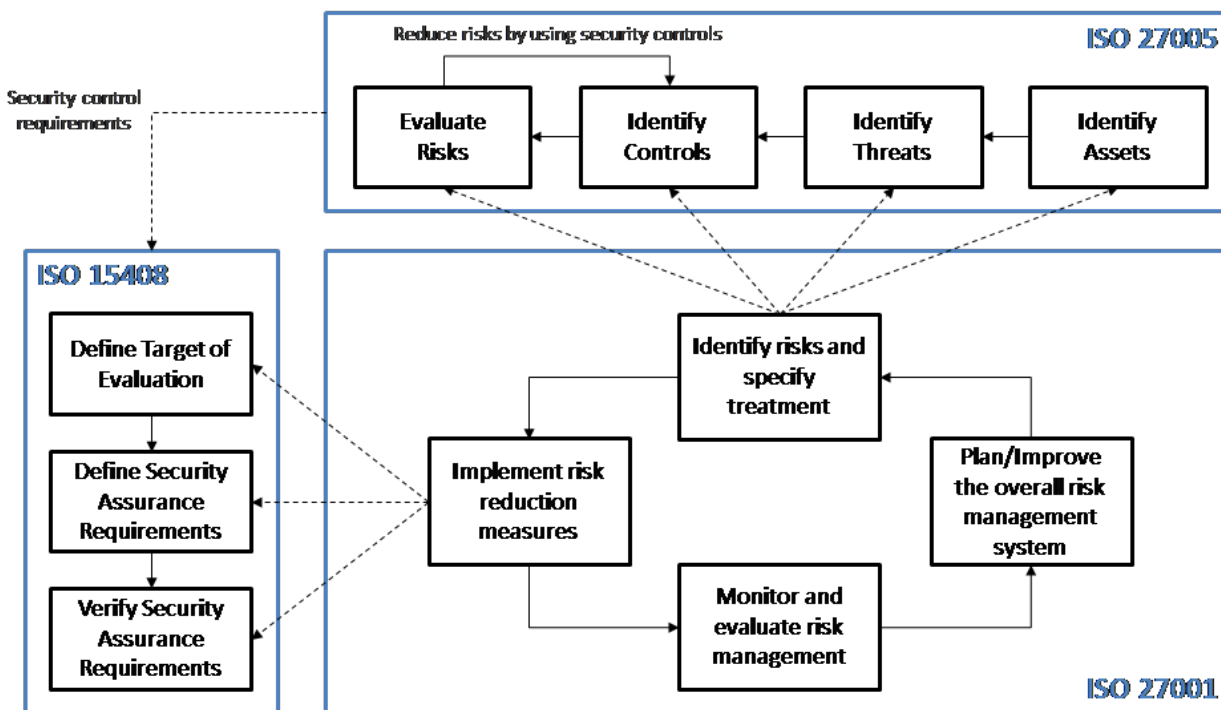 Reduce risks by using security controls
ISO 27005
Security control
requirements
Evaluate
Risks
Identify
Controls
Identify
Threats
Identify
Assets
ISO 15408
Define Target of
Evaluation
Define Security
Assurance
Requirements
Verify Security
Assurance
Requirements
Identify risks and
specify
treatment
Implement risk
reduction
measures
Plan/Improve
the overall risk
management
system
Monitor and
evaluate risk
management
ISO 27001